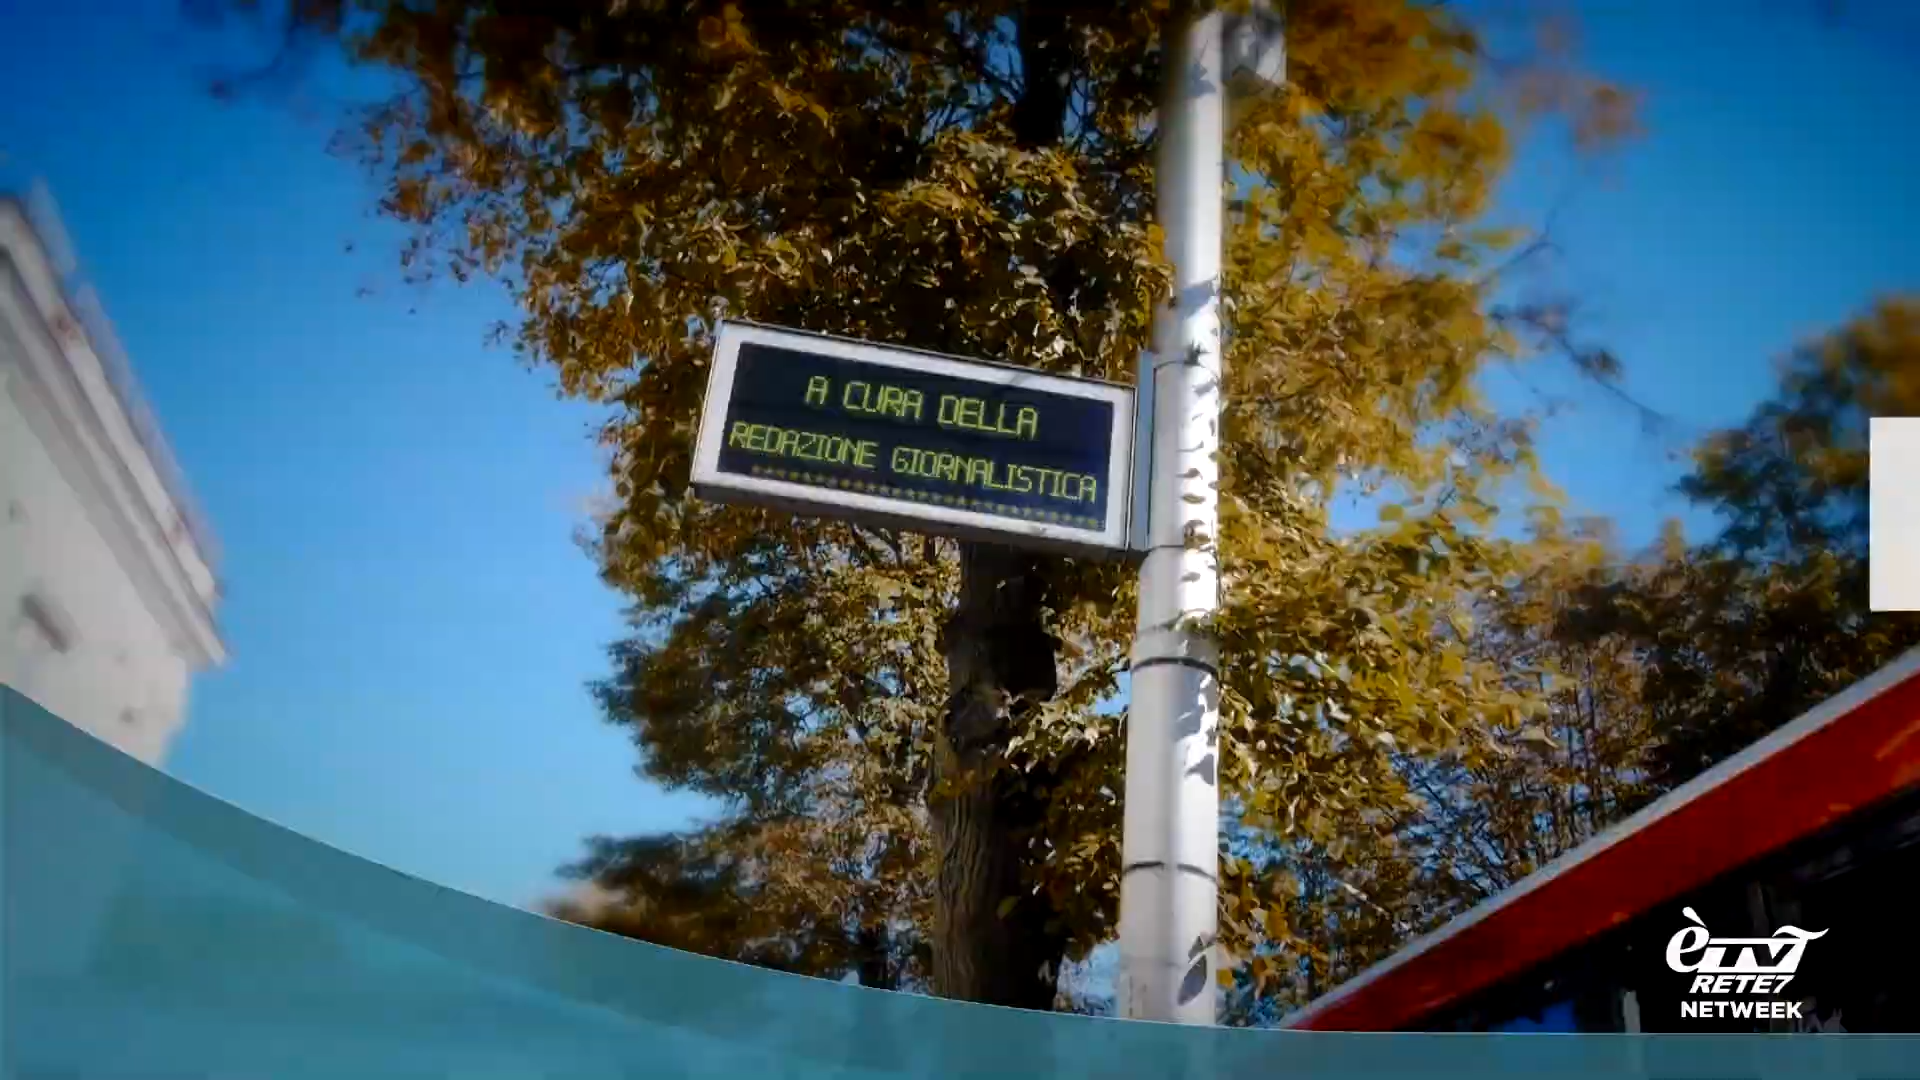 A CURA DELLA
REDAZIONE GIORNALISTICA
èTV
RETE7
NETWEEK